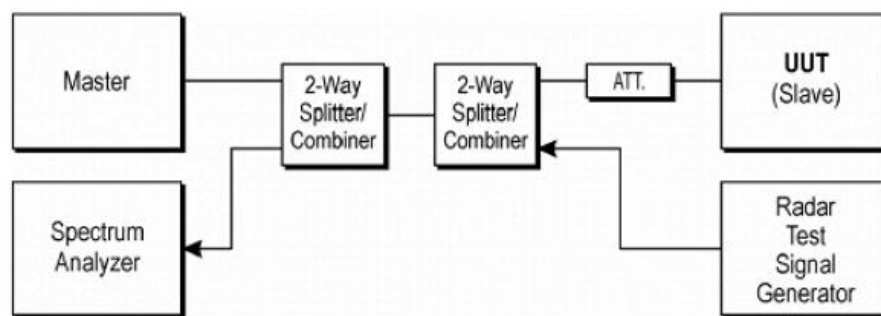 Master
2-Way
Splitter/
Combiner
2-Way
Splitter/
Combiner
ATT.
UUT
(Slave)
Spectrum
Analyzer
Radar
Test
Signal
Generator